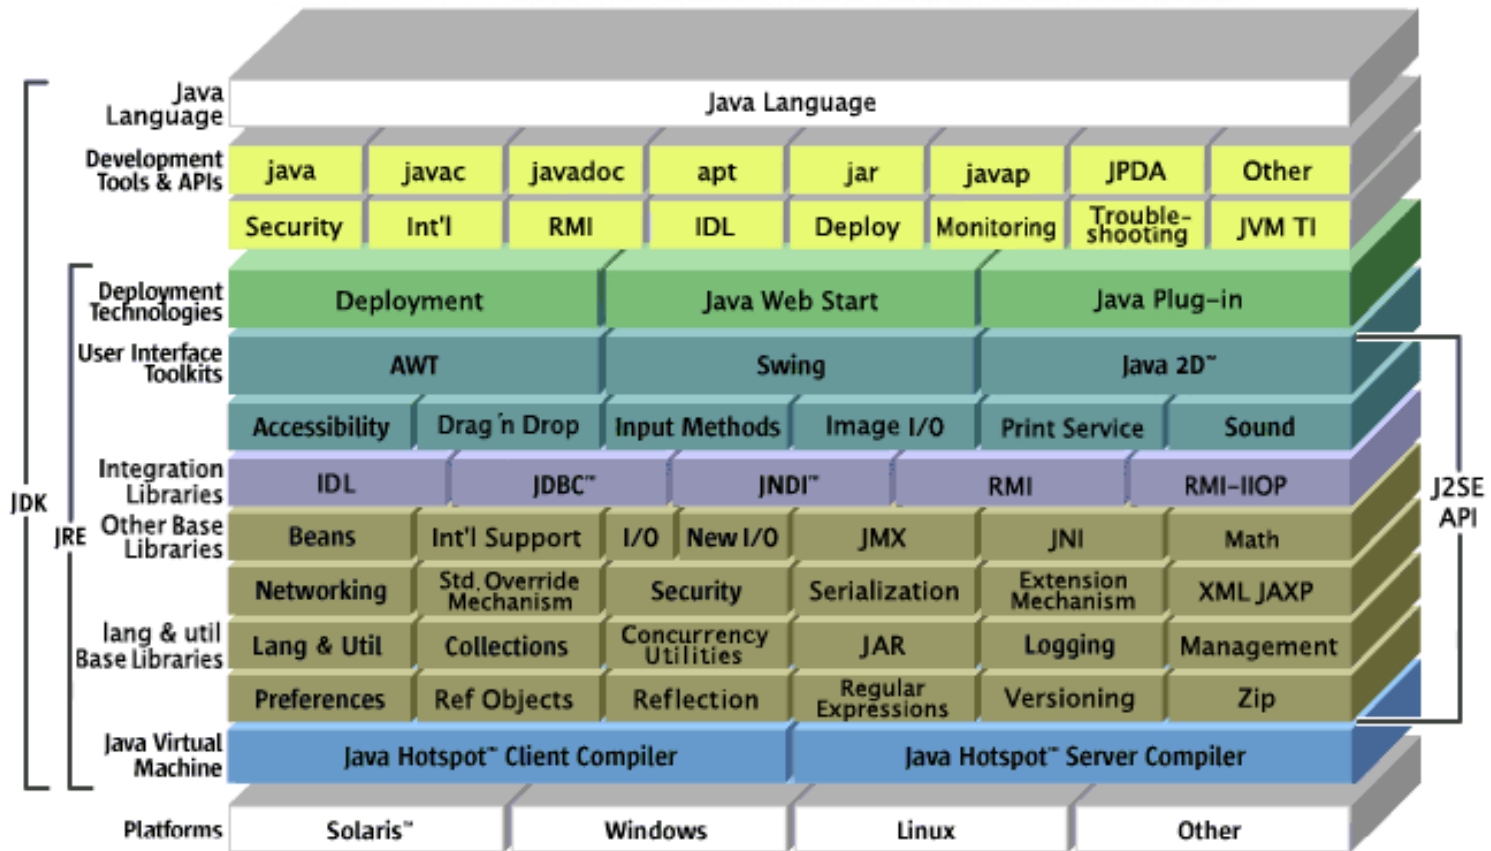 Java Language
Java Language
Development Tools & APIs
java javac javadoc apt jar javap JPDA Other
Security Int'l RMI IDL Deploy Monitoring Trouble-shooting JVM TI
Deployment Technologies
Deployment Java Web Start Java Plug-in
User Interface Toolkits
AWT Swing Java 2D™
Accessibility Drag 'n Drop Input Methods Image I/O Print Service Sound
Integration Libraries
IDL JDBC™ JNDI™ RMI RMI-IIOP
JDK
JRE
J2SE API
Other Base Libraries
Beans Int'l Support I/O New I/O JMX JNI Math
Networking Std. Override Mechanism Security Serialization Extension Mechanism XML JAXP
lang & util Base Libraries
Lang & Util Collections Concurrency Utilities JAR Logging Management
Preferences Ref Objects Reflection Regular Expressions Versioning Zip
Java Virtual Machine
Java Hotspot™ Client Compiler Java Hotspot™ Server Compiler
Platforms
Solaris™ Windows Linux Other